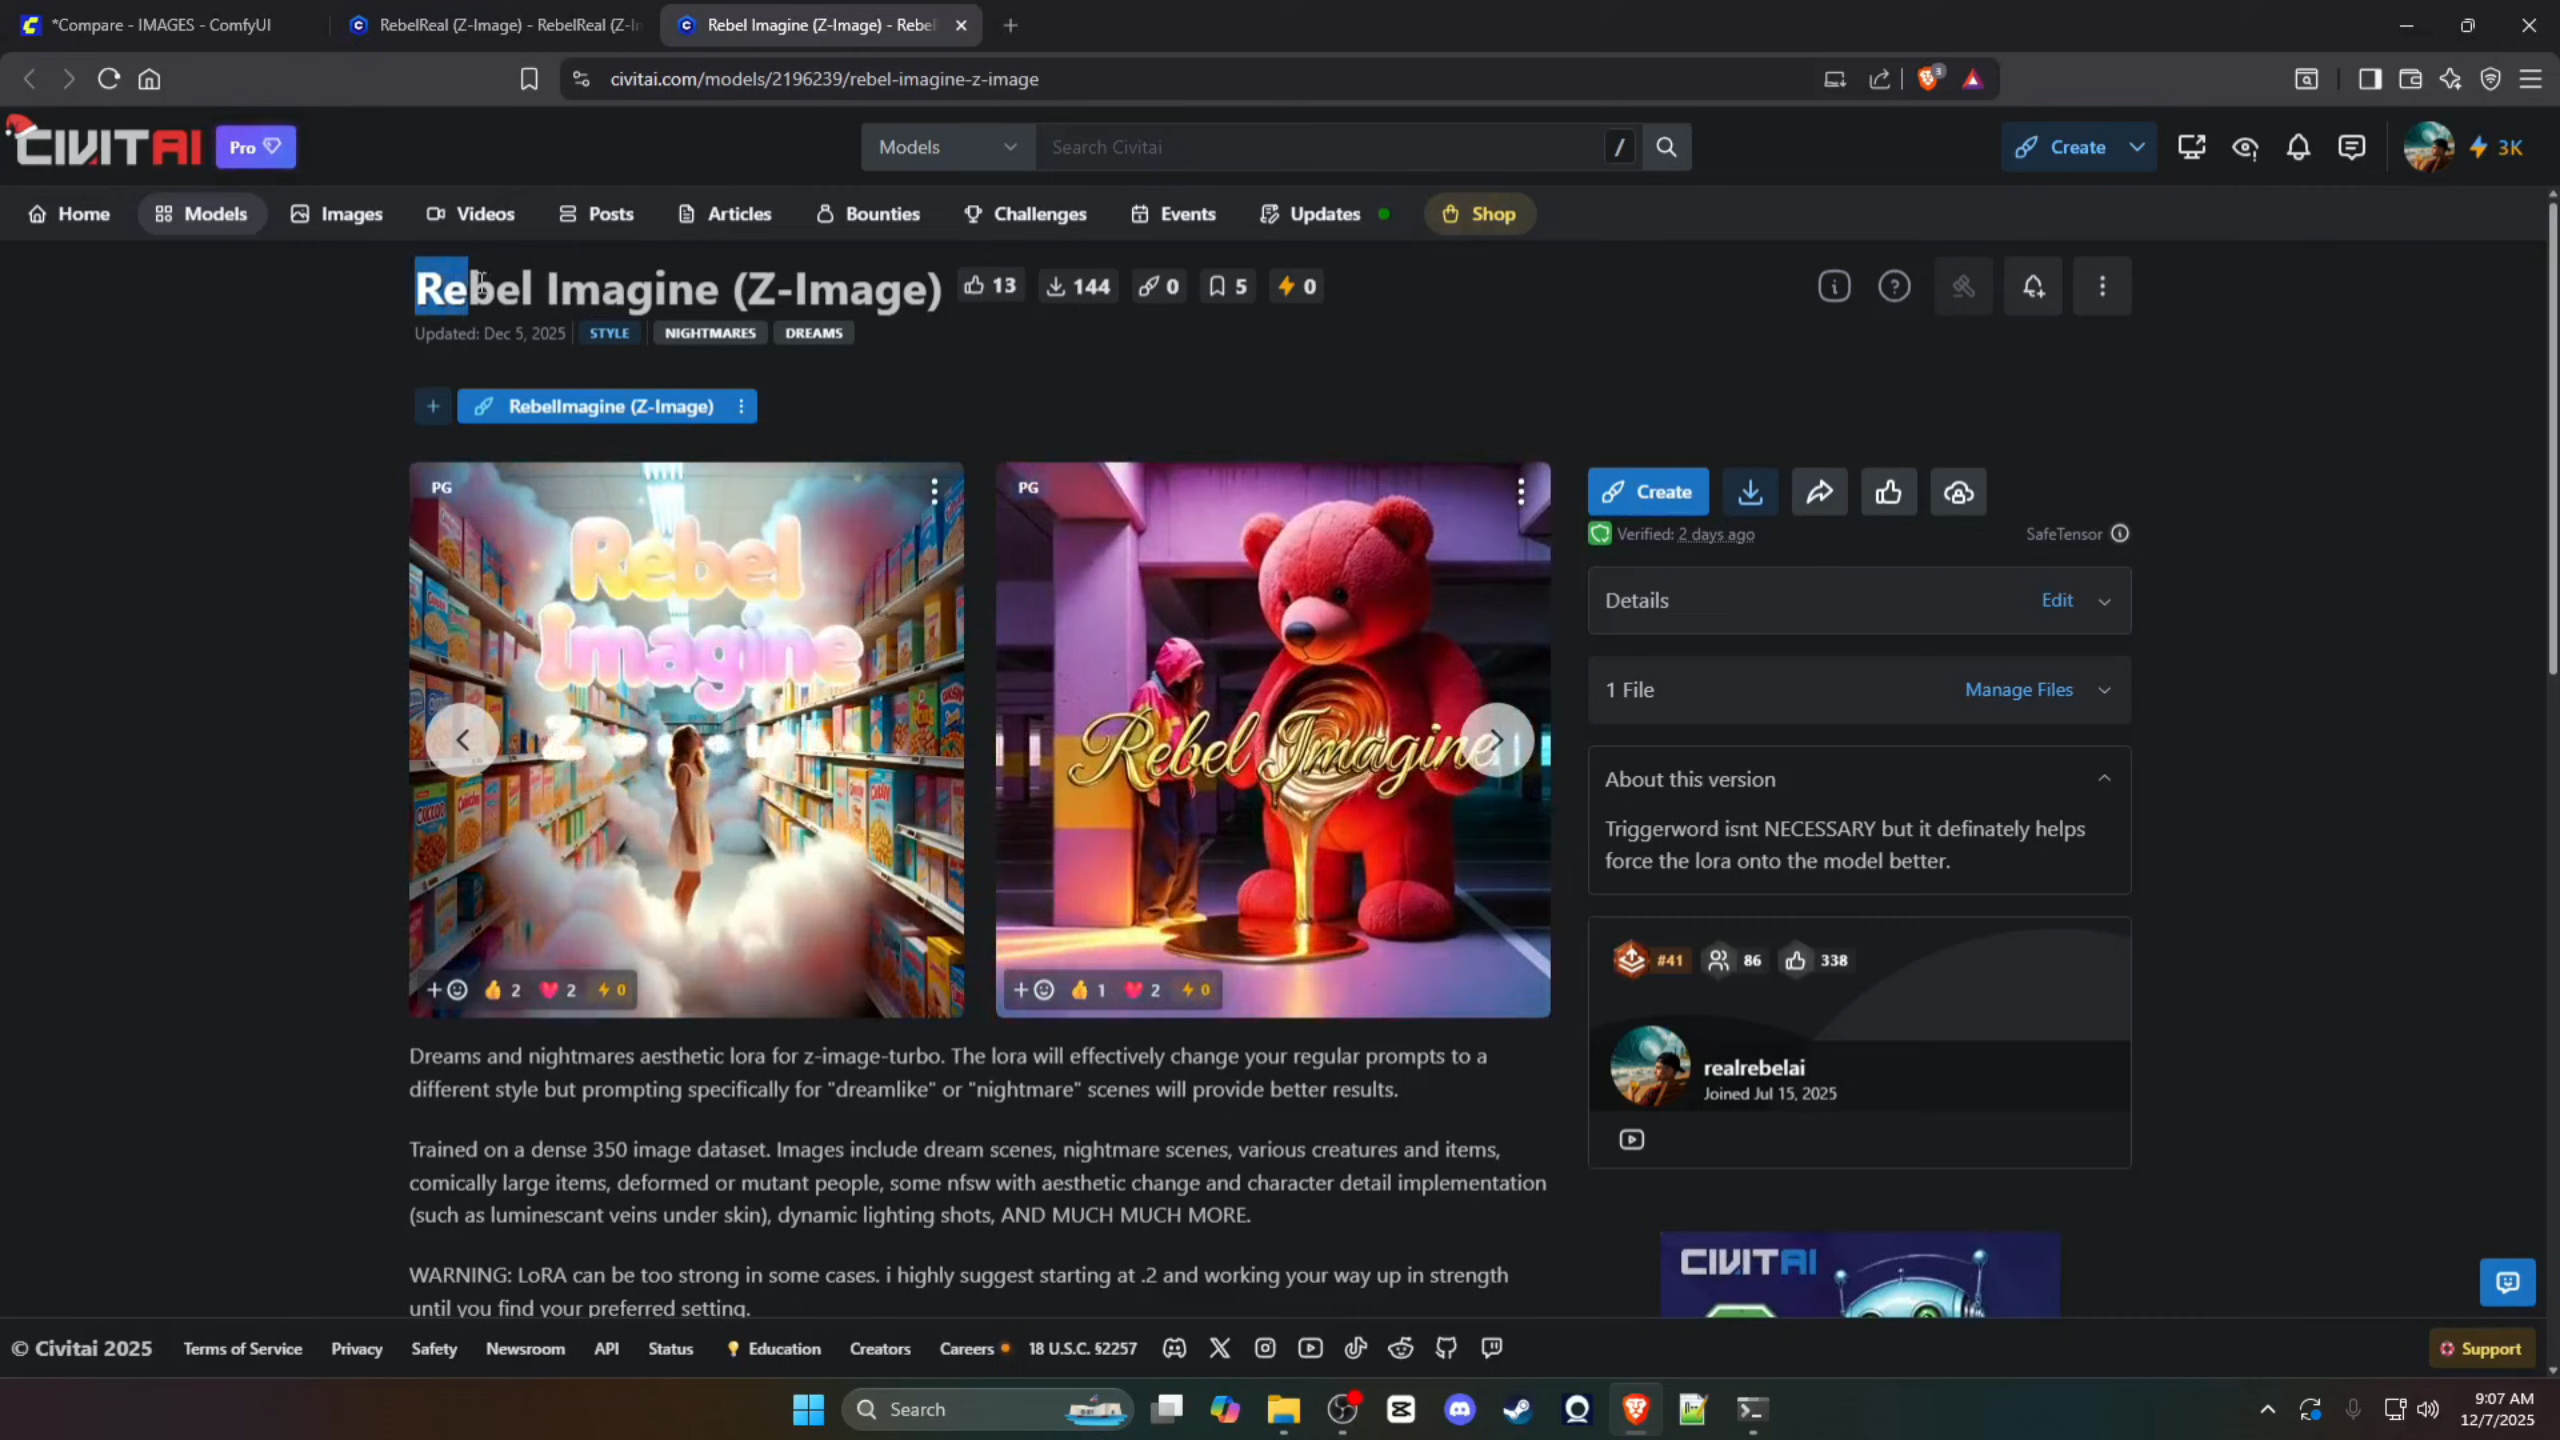 *Compare - IMAGES - ComfyUI
RebelReal (Z-Image) - RebelReal (Z-In
Rebel Imagine (Z-Image) - Rebel
civitai.com/models/2196239/rebel-imagine-z-image
3
CIVITAI
Pro
Models
Search Civitai
/
Create
3K
Home
Models
Images
Videos
Posts
Articles
Bounties
Challenges
Events
Updates
Shop
Rebel Imagine (Z-Image)
13
144
0
5
0
Updated: Dec 5, 2025
STYLE
NIGHTMARES
DREAMS
RebelImagine (Z-Image)
PG
Rebel
Imagine
2
2
0
PG
Rebel Imagine
1
2
0
Create
Verified: 2 days ago
SafeTensor
Details
Edit
1 File
Manage Files
About this version
Triggerword isnt NECESSARY but it definately helps
force the lora onto the model better.
#41
86
338
realrebelai
Joined Jul 15, 2025
Dreams and nightmares aesthetic lora for z-image-turbo. The lora will effectively change your regular prompts to a
different style but prompting specifically for "dreamlike" or "nightmare" scenes will provide better results.
Trained on a dense 350 image dataset. Images include dream scenes, nightmare scenes, various creatures and items,
comically large items, deformed or mutant people, some nfsw with aesthetic change and character detail implementation
(such as luminescant veins under skin), dynamic lighting shots, AND MUCH MUCH MORE.
WARNING: LoRA can be too strong in some cases. i highly suggest starting at .2 and working your way up in strength
until you find your preferred setting.
CIVITAI
© Civitai 2025
Terms of Service
Privacy
Safety
Newsroom
API
Status
Education
Creators
Careers
18 U.S.C. §2257
Support
Search
9:07 AM
12/7/2025